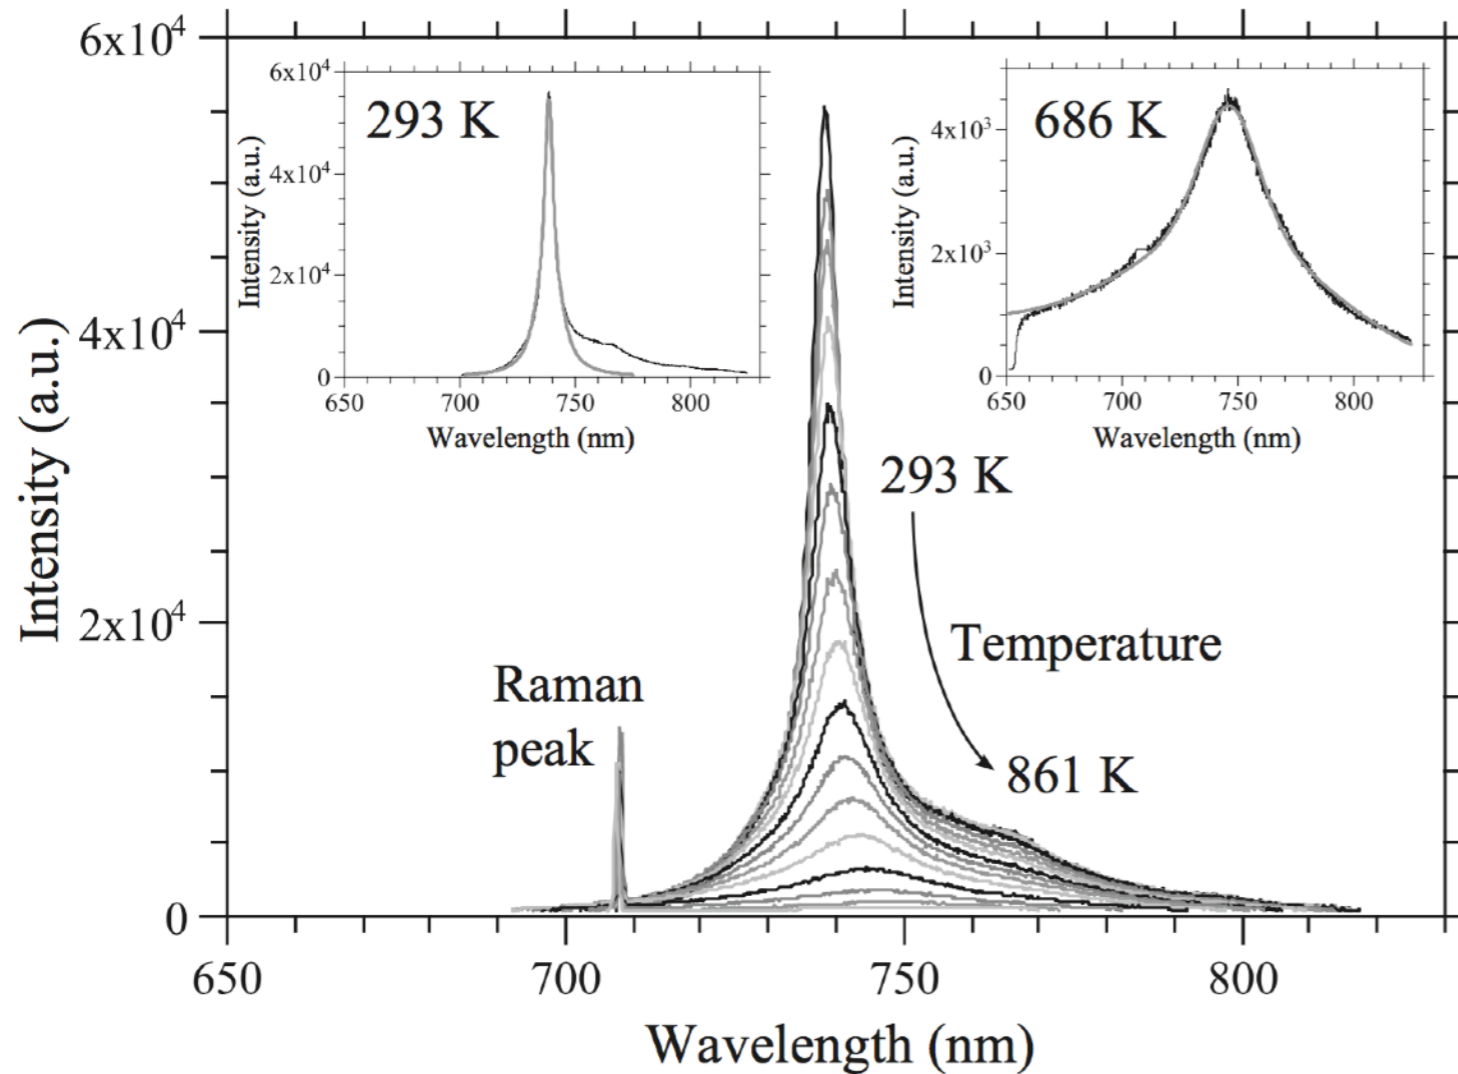 6x10⁴
4x10⁴
2x10⁴
0
Intensity (a.u.)
650
700
750
800
Wavelength (nm)
293 K
6x10⁴
4x10⁴
2x10⁴
0
Intensity (a.u.)
650
700
750
800
Wavelength (nm)
686 K
4x10³
2x10³
0
Intensity (a.u.)
650
700
750
800
Wavelength (nm)
293 K
Temperature
861 K
Raman
peak